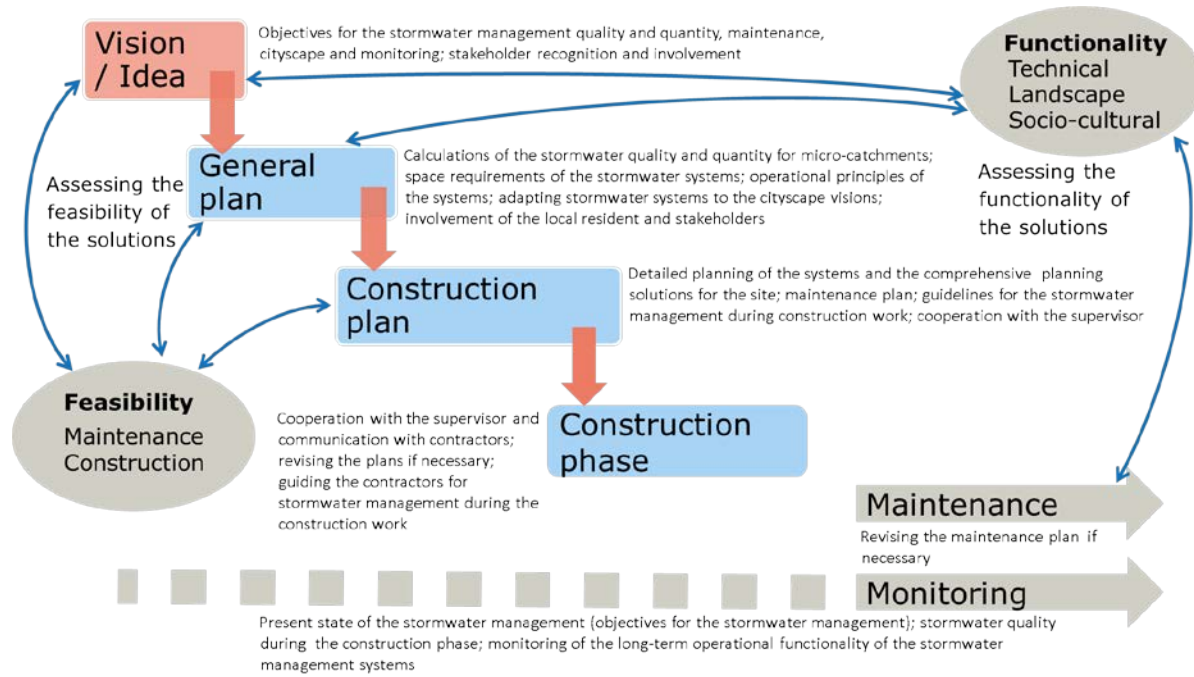 Vision
/ Idea
Objectives for the stormwater management quality and quantity, maintenance,
cityscape and monitoring; stakeholder recognition and involvement
Functionality
Technical
Landscape
Socio-cultural
General
plan
Calculations of the stormwater quality and quantity for micro-catchments;
space requirements of the stormwater systems; operational principles of
the systems; adapting stormwater systems to the cityscape visions;
involvement of the local resident and stakeholders
Assessing the
feasibility of
the solutions
Assessing the
functionality of
the solutions
Construction
plan
Detailed planning of the systems and the comprehensive planning
solutions for the site; maintenance plan; guidelines for the stormwater
management during construction work; cooperation with the supervisor
Feasibility
Maintenance
Construction
Cooperation with the supervisor and
communication with contractors;
revising the plans if necessary;
guiding the contractors for
stormwater management during the
construction work
Construction
phase
Maintenance
Revising the maintenance plan if
necessary
Monitoring
Present state of the stormwater management (objectives for the stormwater management); stormwater quality
during the construction phase; monitoring of the long-term operational functionality of the stormwater
management systems